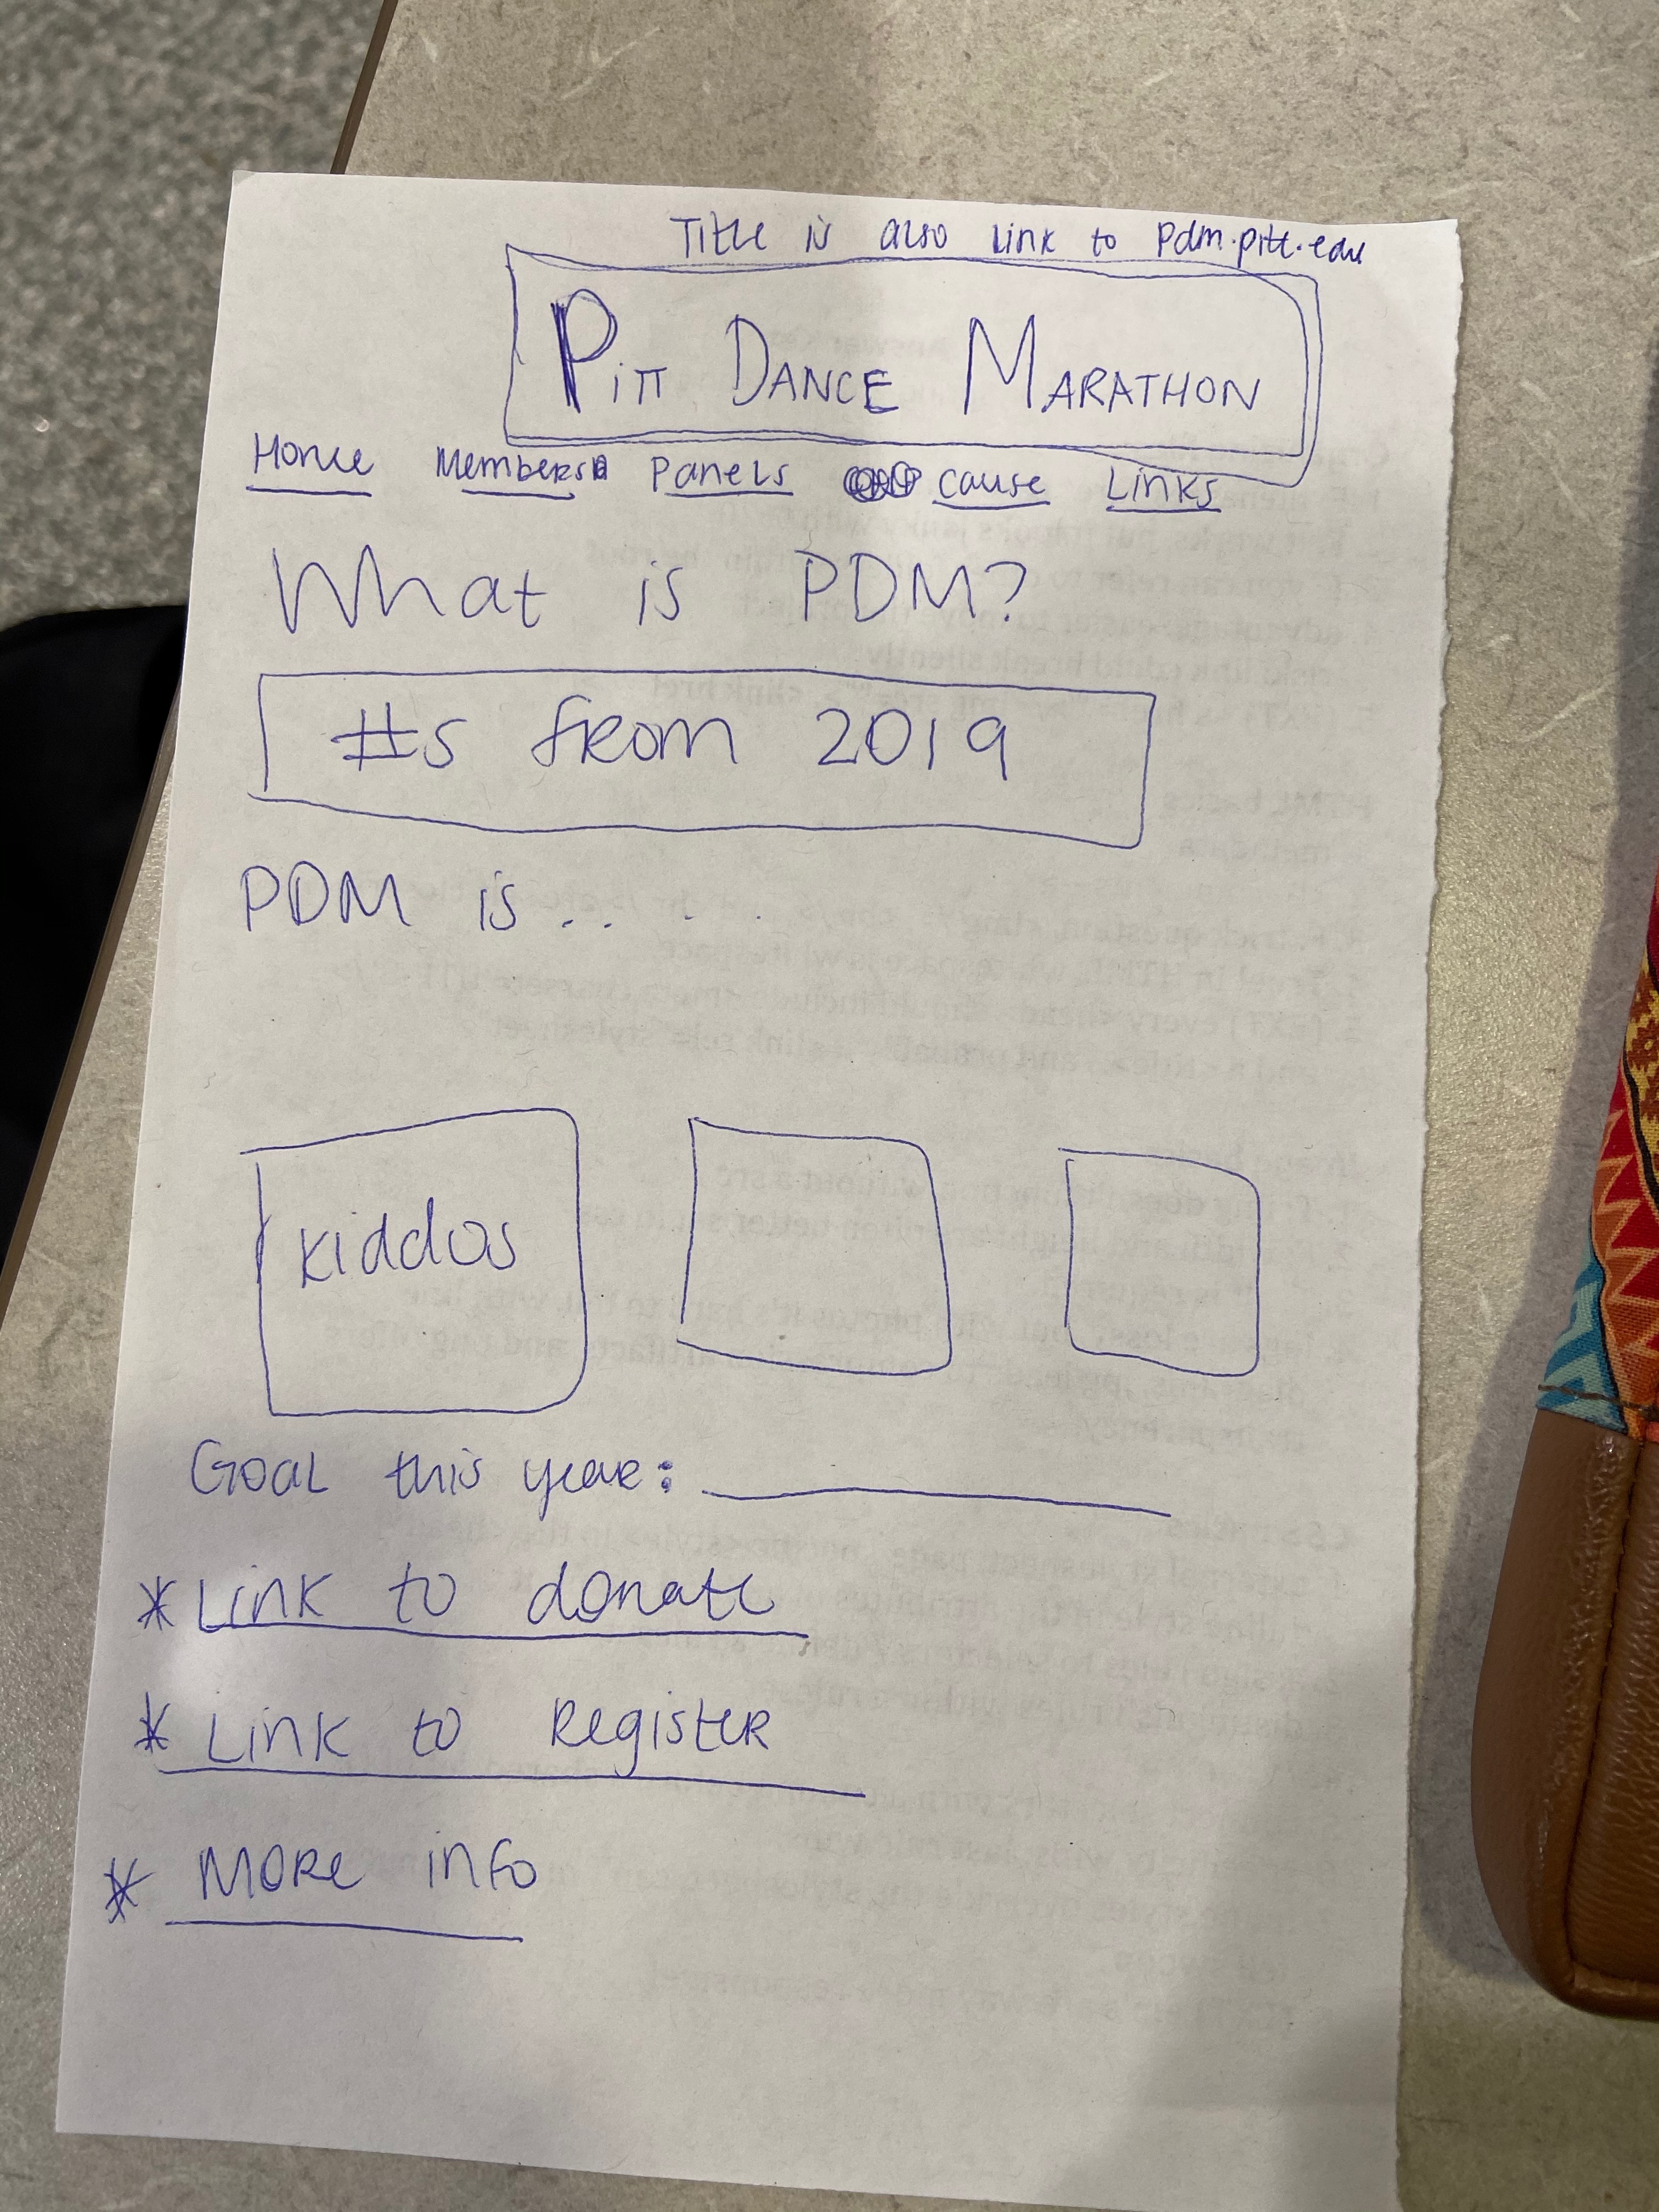 Title is also link to pdm.pitt.edu
PITT DANCE MARATHON
Home Members Panels cause Links
What is PDM?
#s from 2019
PDM is . . . .
kiddos
Goal this year: ________
* Link to donate
* Link to Register
* More info